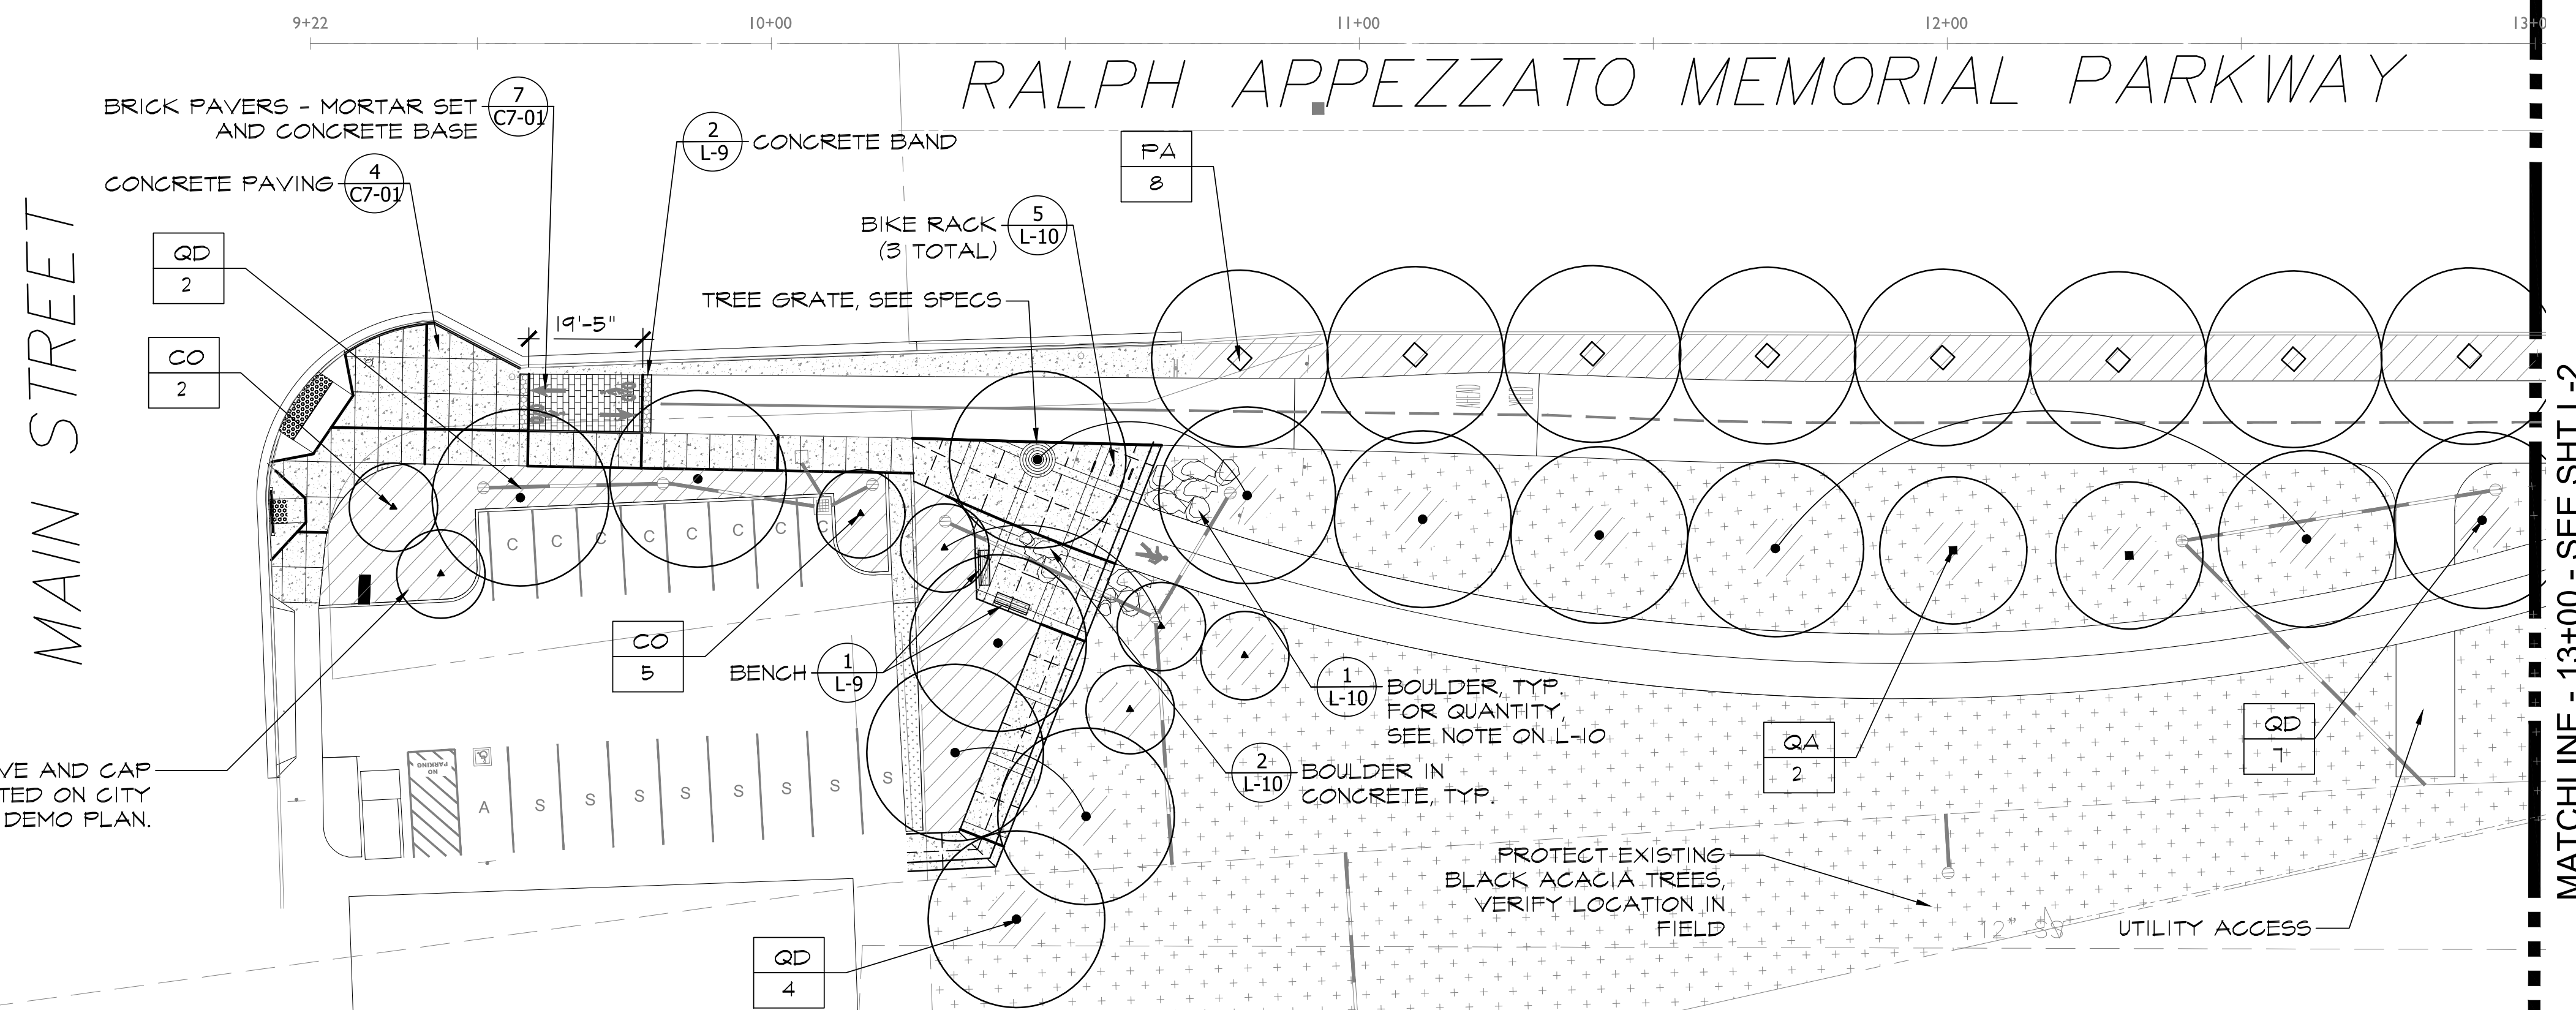 9+22
10+00
11+00
12+00
RALPH APPEZZATO MEMORIAL PARKWAY
MAIN STREET
BRICK PAVERS - MORTAR SET
AND CONCRETE BASE
7
C7-01
CONCRETE PAVING
4
C7-01
2
L-9
CONCRETE BAND
PA
8
BIKE RACK
(3 TOTAL)
5
L-10
TREE GRATE, SEE SPECS
QD
2
CO
2
19'-5"
C
C
C
C
C
C
C
C
CO
5
BENCH
1
L-9
1
L-10
BOULDER, TYP.
FOR QUANTITY,
SEE NOTE ON L-10
2
L-10
BOULDER IN
CONCRETE, TYP.
QA
2
QD
7
AND CAP
ON CITY
DEMO PLAN.
NO
PARKING
A
S
S
S
S
S
S
S
S
PROTECT EXISTING
BLACK ACACIA TREES,
VERIFY LOCATION IN
FIELD
12" SS
UTILITY ACCESS
QD
4
MATCHLINE - 13+00 - SEE SHT L-2